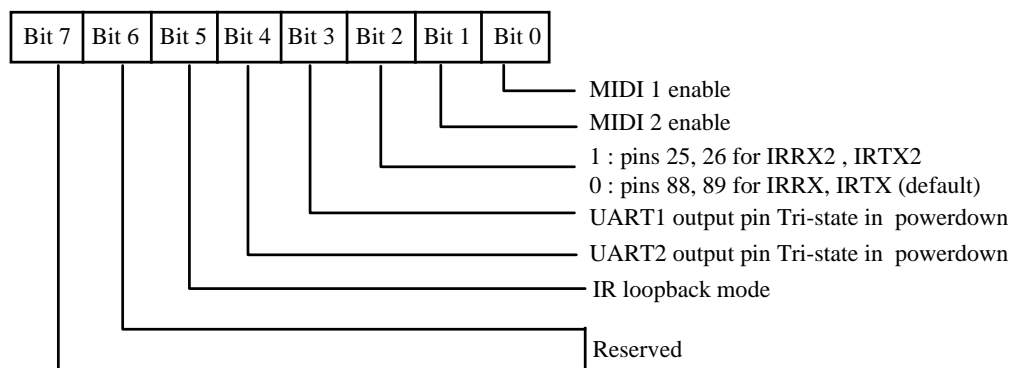 Bit 7 Bit 6 Bit 5 Bit 4 Bit 3 Bit 2 Bit 1 Bit 0
MIDI 1 enable
MIDI 2 enable
1 : pins 25, 26 for IRRX2 , IRTX2
0 : pins 88, 89 for IRRX, IRTX (default)
UART1 output pin Tri-state in powerdown
UART2 output pin Tri-state in powerdown
IR loopback mode
Reserved